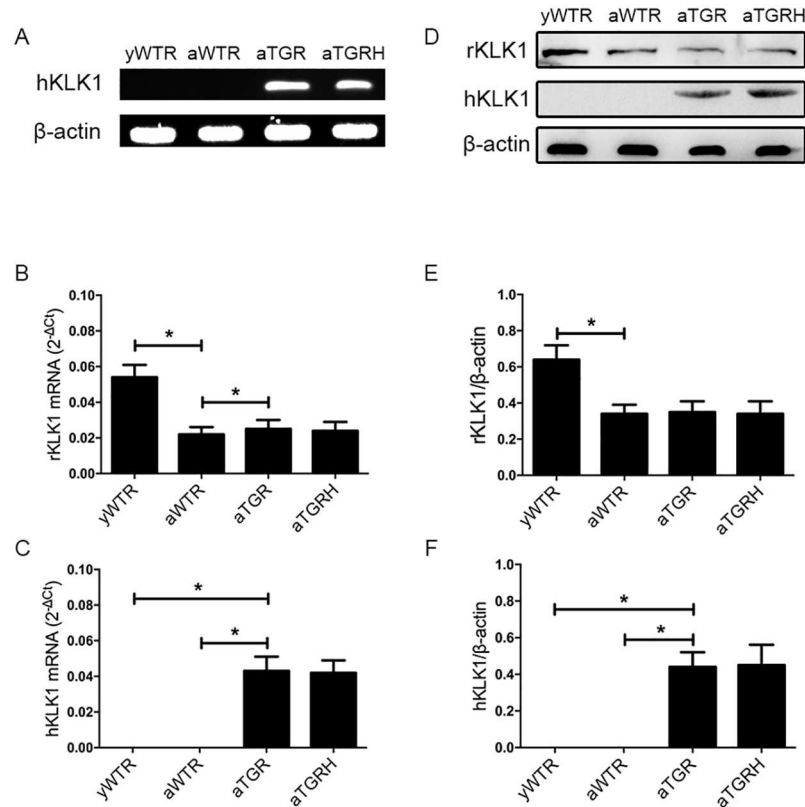 A
yWTR aWTR aTGR aTGRH
hKLK1
β-actin
D
yWTR aWTR aTGR aTGRH
rKLK1
hKLK1
β-actin
B
rKLK1 mRNA (2^-ΔCt)
0.10
0.08
0.06
0.04
0.02
0.00
*
*
yWTR aWTR aTGR aTGRH
E
rKLK1/β-actin
1.0
0.8
0.6
0.4
0.2
0.0
*
yWTR aWTR aTGR aTGRH
C
hKLK1 mRNA (2^-ΔCt)
0.10
0.08
0.06
0.04
0.02
0.00
*
*
yWTR aWTR aTGR aTGRH
F
hKLK1/β-actin
1.0
0.8
0.6
0.4
0.2
0.0
*
*
yWTR aWTR aTGR aTGRH